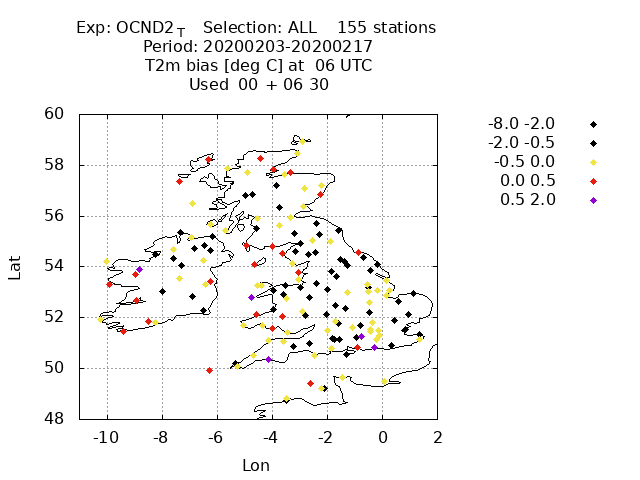 Exp: OCND2_T Selection: ALL 155 stations
Period: 20200203-20200217
T2m bias [deg C] at 06 UTC
Used 00 + 06 30
60
58
56
54
52
50
48
Lat
-10 -8 -6 -4 -2 0 2
Lon
-8.0 -2.0
-2.0 -0.5
-0.5 0.0
0.0 0.5
0.5 2.0